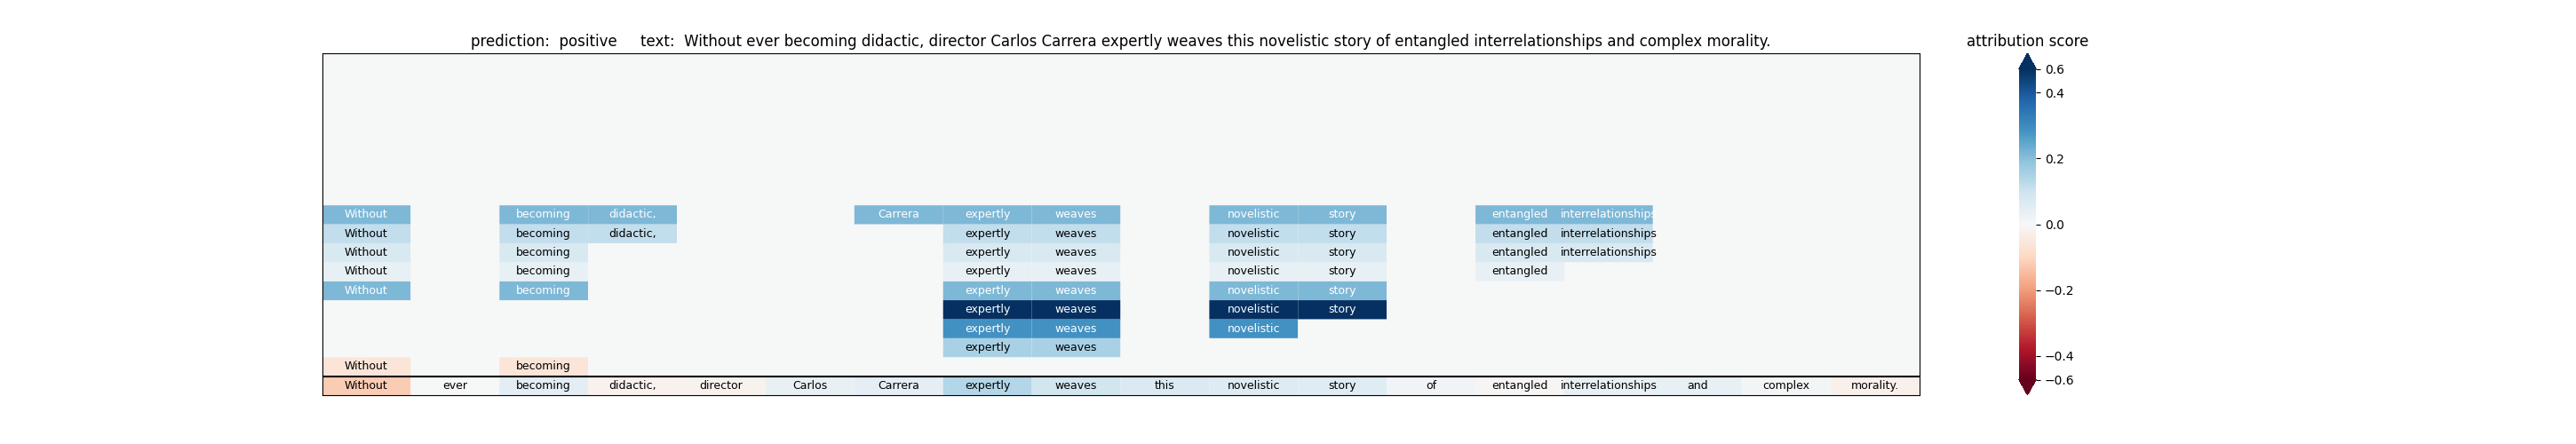 prediction: positive text: Without ever becoming didactic, director Carlos Carrera expertly weaves this novelistic story of entangled interrelationships and complex morality.
attribution score
0.6
0.4
0.2
0.0
−0.2
−0.4
−0.6
Without becoming didactic, Carrera expertly weaves novelistic story entangled interrelationships
Without becoming didactic, expertly weaves novelistic story entangled interrelationships
Without becoming expertly weaves novelistic story entangled interrelationships
Without becoming expertly weaves novelistic story entangled
Without becoming expertly weaves novelistic story
expertly weaves novelistic story
expertly weaves novelistic
expertly weaves
Without becoming
Without ever becoming didactic, director Carlos Carrera expertly weaves this novelistic story of entangled interrelationships and complex morality.